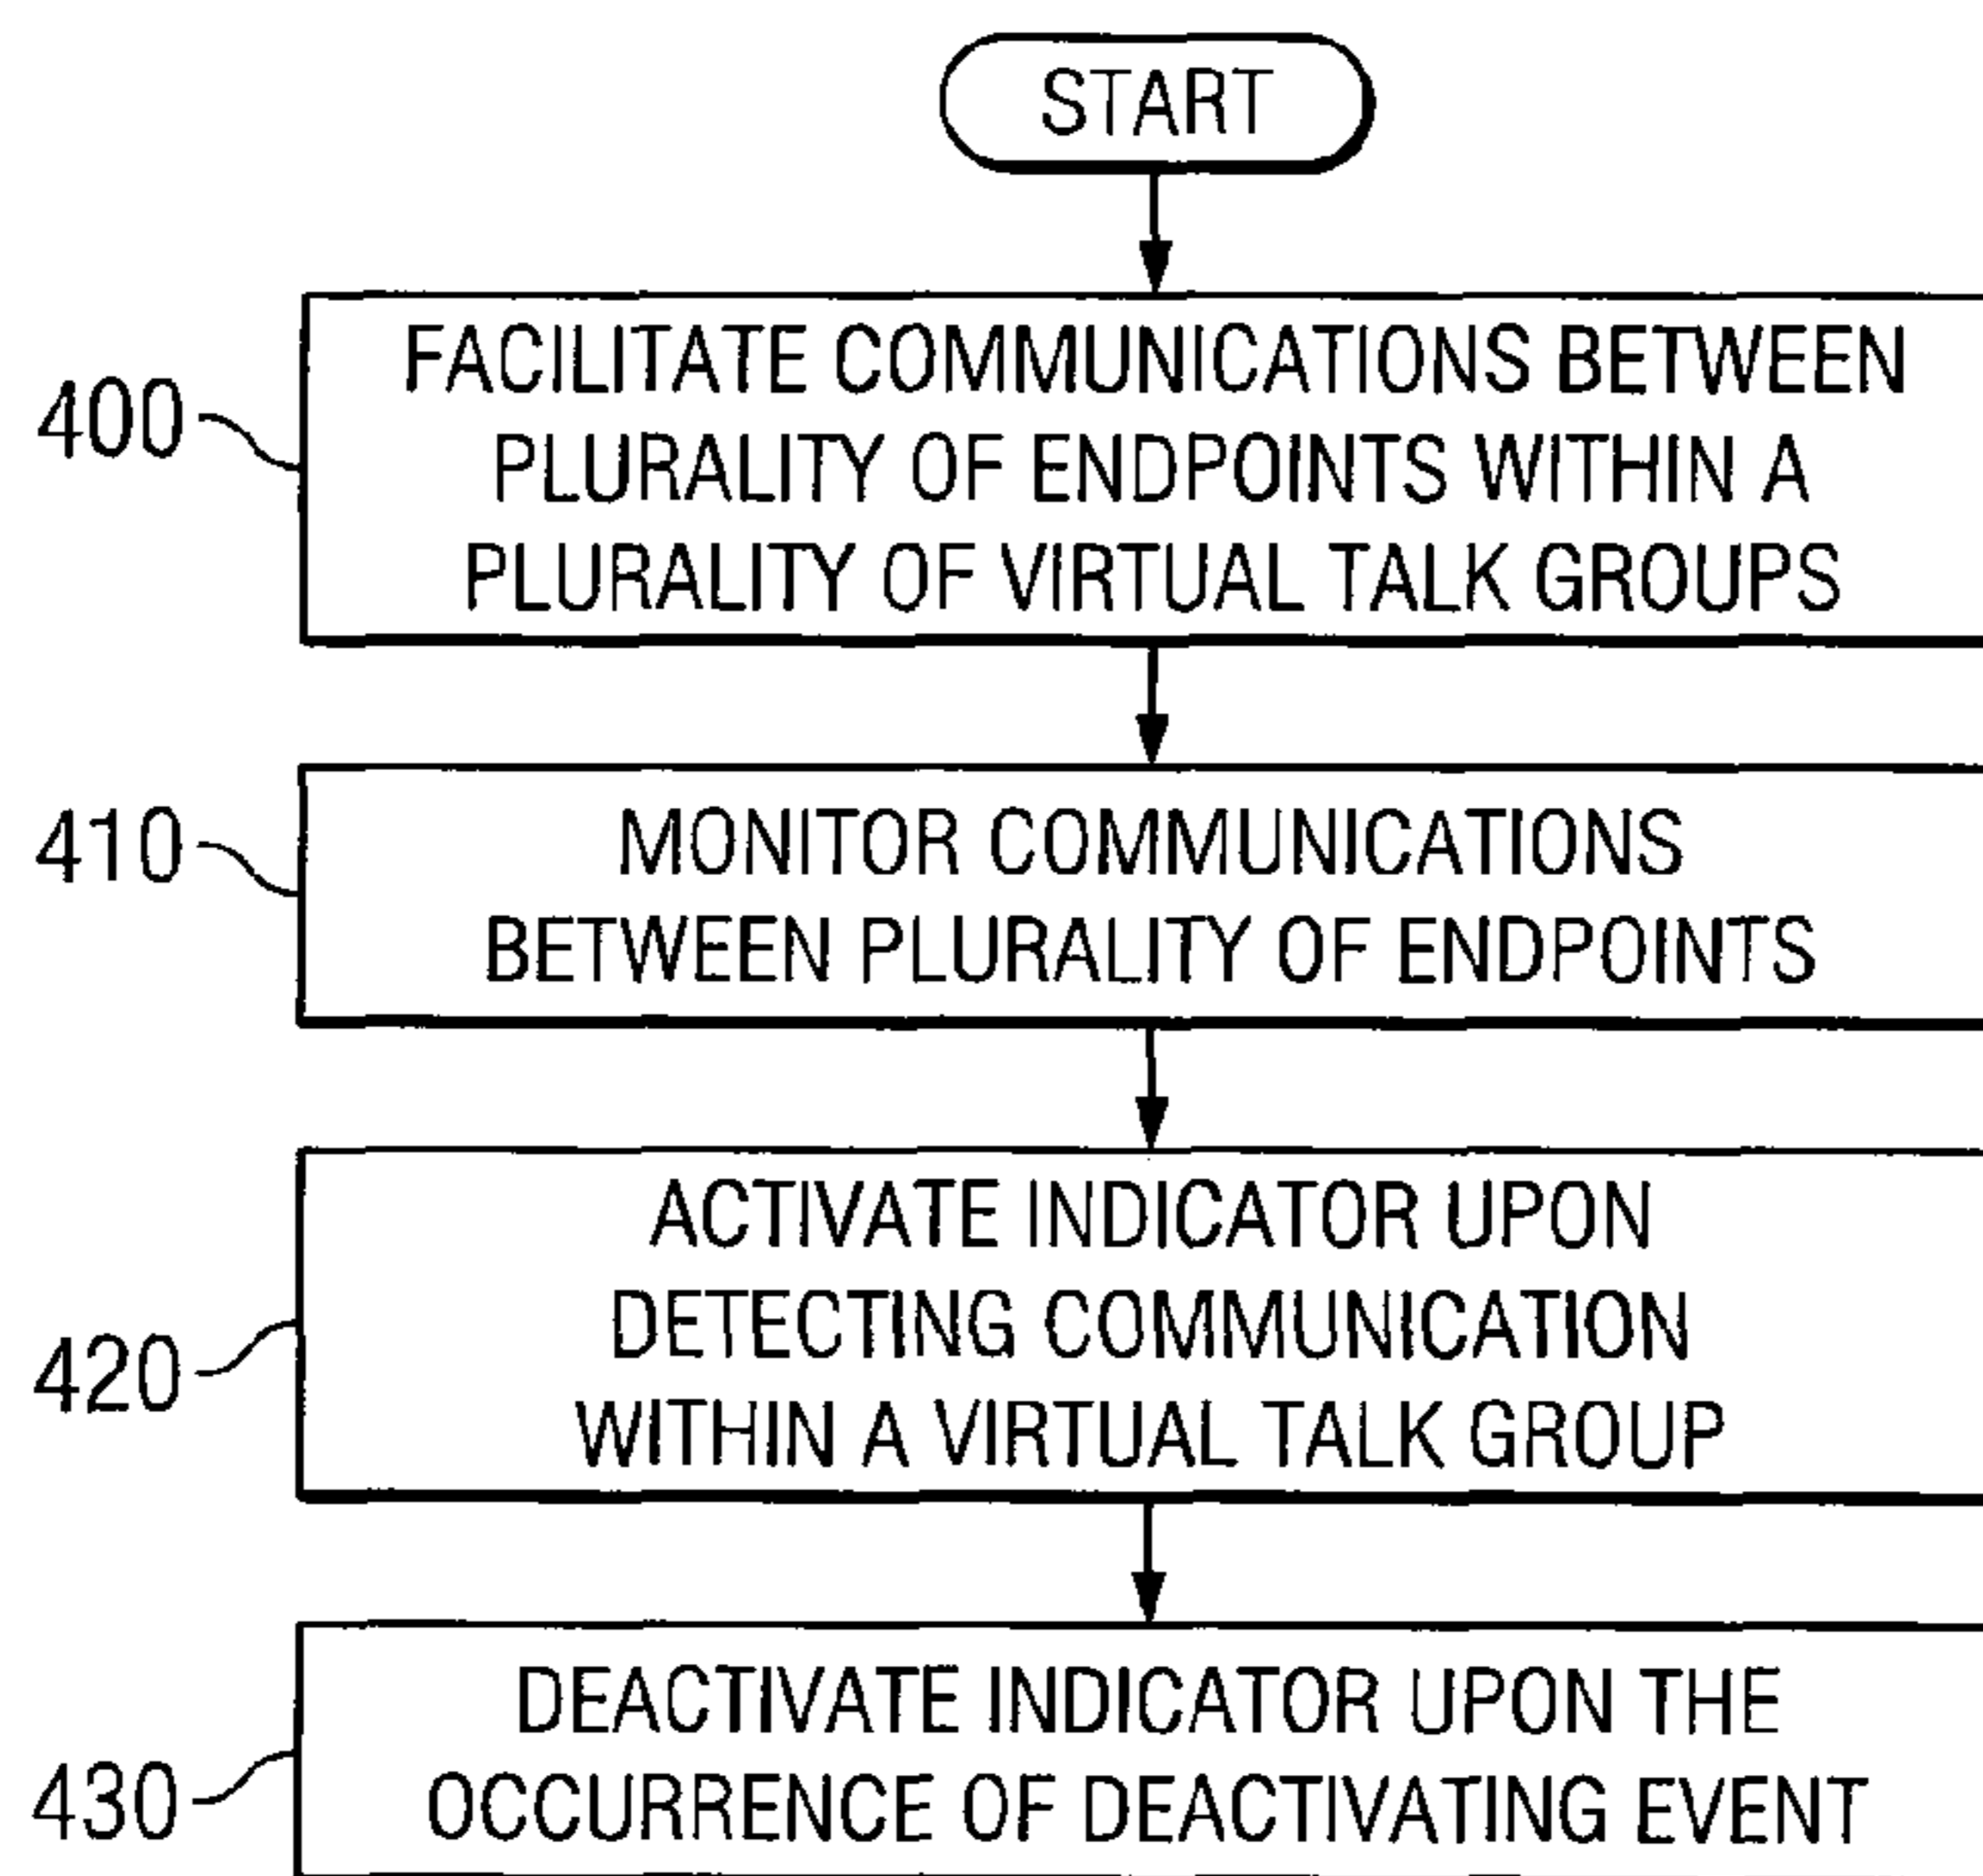 START
400
FACILITATE COMMUNICATIONS BETWEEN
PLURALITY OF ENDPOINTS WITHIN A
PLURALITY OF VIRTUAL TALK GROUPS
410
MONITOR COMMUNICATIONS
BETWEEN PLURALITY OF ENDPOINTS
420
ACTIVATE INDICATOR UPON
DETECTING COMMUNICATION
WITHIN A VIRTUAL TALK GROUP
430
DEACTIVATE INDICATOR UPON THE
OCCURRENCE OF DEACTIVATING EVENT